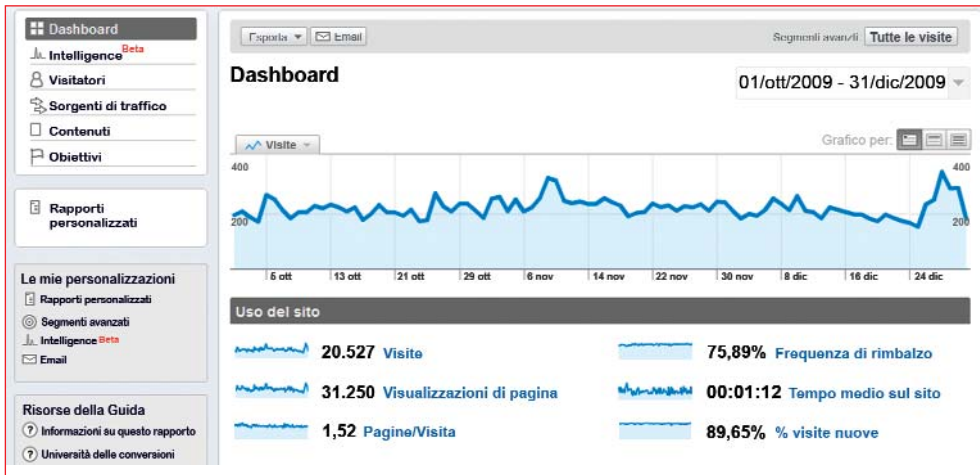 Dashboard
Intelligence Beta
Visitatori
Sorgenti di traffico
Contenuti
Obiettivi
Rapporti
personalizzati
Le mie personalizzazioni
Rapporti personalizzati
Segmenti avanzati
Intelligence Beta
Email
Risorse della Guida
Informazioni su questo rapporto
Università delle conversioni
Esporta Email
Segmenti avanzati Tutte le visite
Dashboard
01/ott/2009 - 31/dic/2009
Visite
Grafico per:
400 400
200 200
5 ott 13 ott 21 ott 29 ott 6 nov 14 nov 22 nov 30 nov 8 dic 16 dic 24 dic
Uso del sito
20.527 Visite
75,89% Frequenza di rimbalzo
31.250 Visualizzazioni di pagina
00:01:12 Tempo medio sul sito
1,52 Pagine/Visita
89,65% % visite nuove